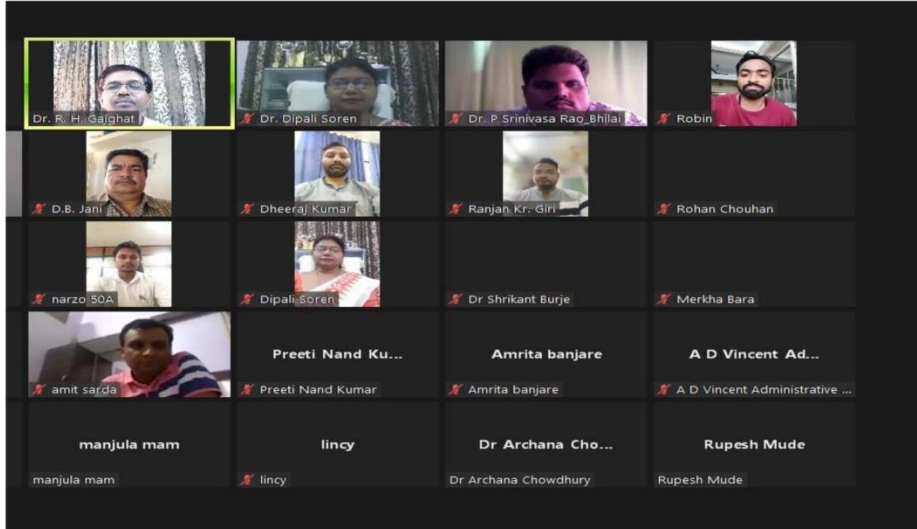 Dr. R. H. Gajghat
Dr. Dipali Soren
Dr. P Srinivasa Rao_Bhilai
Robin
D.B. Jani
Dheeraj Kumar
Ranjan Kr. Giri
Rohan Chouhan
narzo 50A
Dipali Soren
Dr Shrikant Burje
Merkha Bara
amit sarda
Preeti Nand Ku...
Preeti Nand Kumar
Amrita banjare
Amrita banjare
A D Vincent Ad...
A D Vincent Administrative ...
manjula mam
manjula mam
lincy
lincy
Dr Archana Cho...
Dr Archana Chowdhury
Rupesh Mude
Rupesh Mude